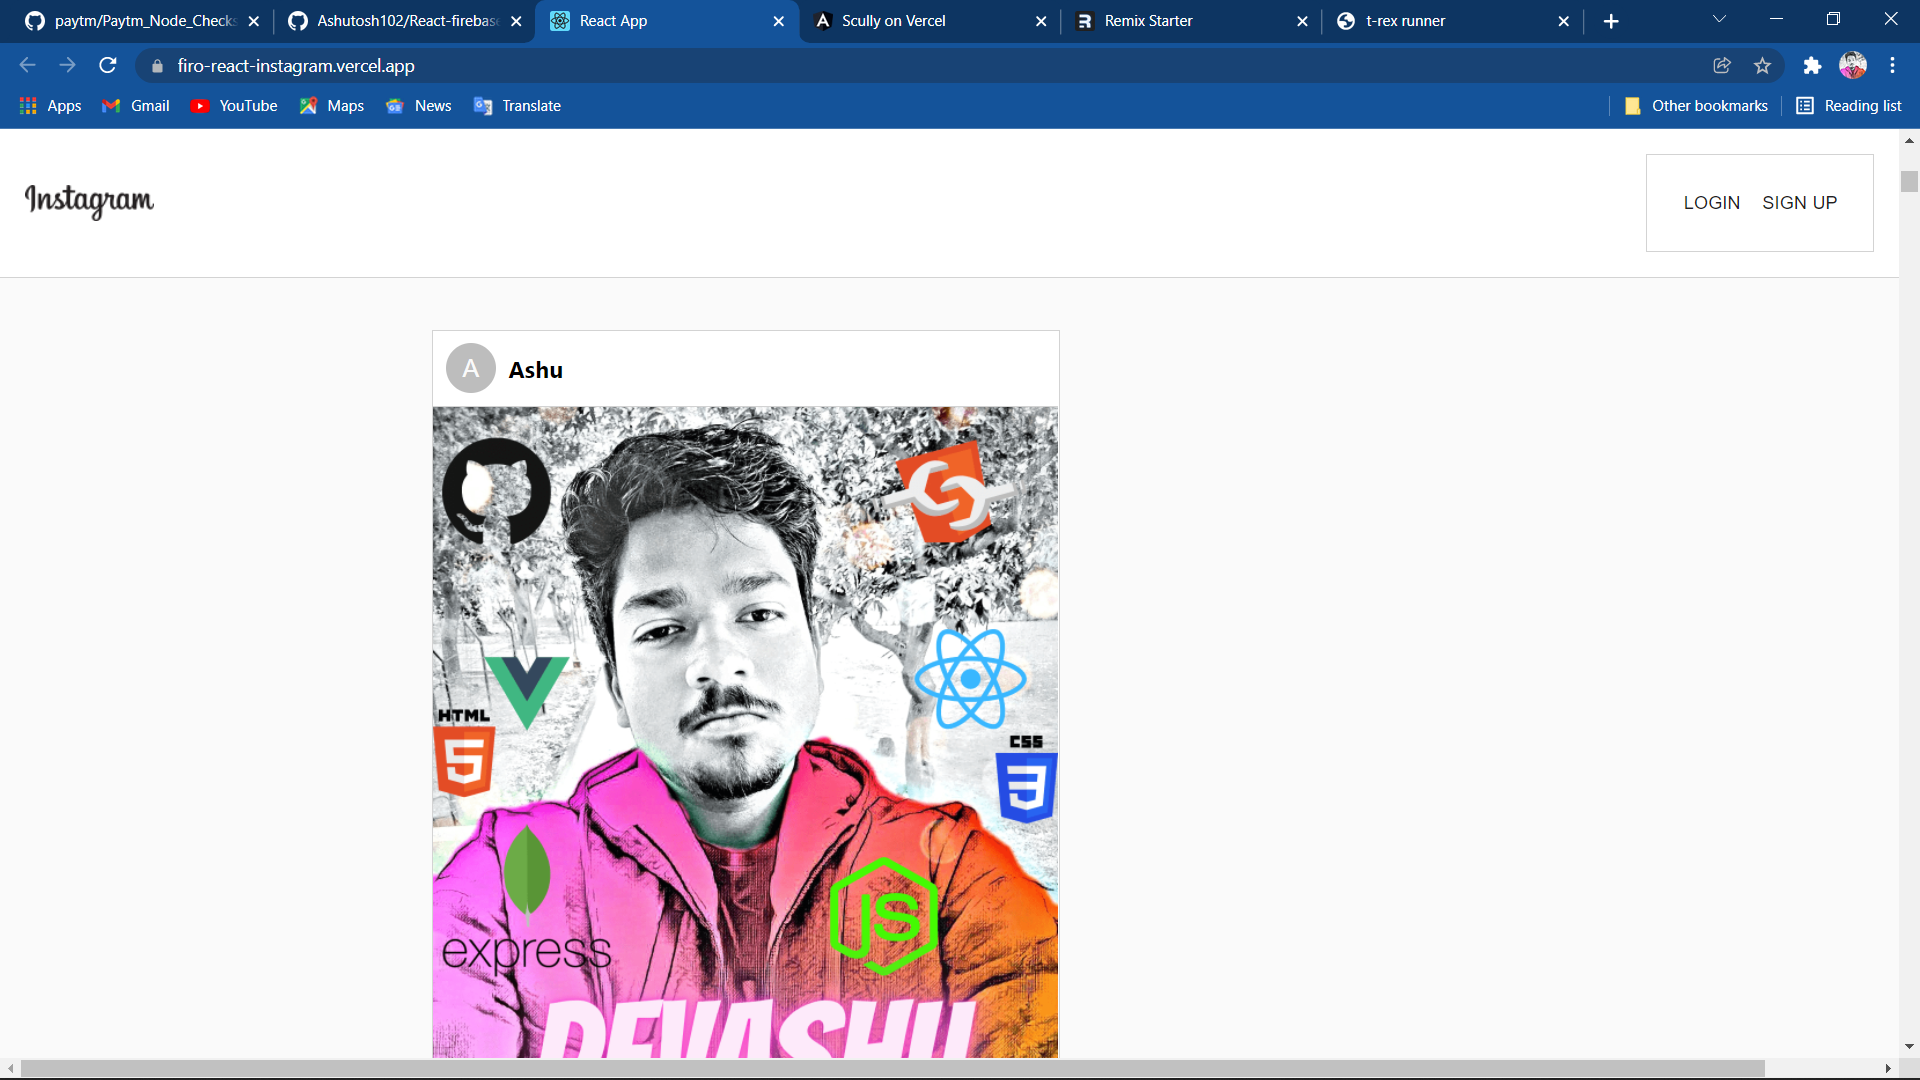 paytm/Paytm_Node_Checks
Ashutosh102/React-firebase
React App
Scully on Vercel
Remix Starter
t-rex runner
firo-react-instagram.vercel.app
Apps
Gmail
YouTube
Maps
News
Translate
Other bookmarks
Reading list
Instagram
LOGIN
SIGN UP
A
Ashu
HTML
5
CSS
3
JS
express
DEVASHU